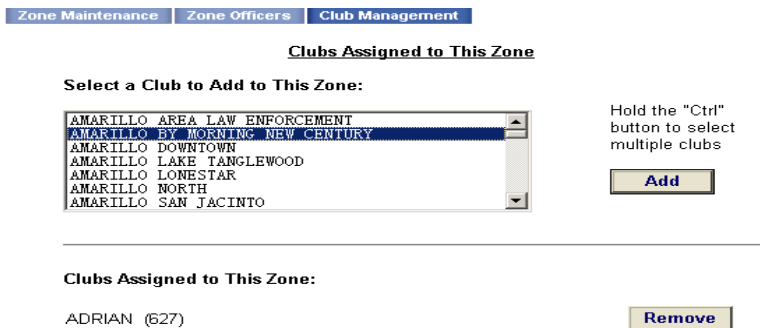 Zone Maintenance Zone Officers Club Management
Clubs Assigned to This Zone
Select a Club to Add to This Zone:
AMARILLO AREA LAW ENFORCEMENT
AMARILLO BY MORNING NEW CENTURY
AMARILLO DOWNTOWN
AMARILLO LAKE TANGLEWOOD
AMARILLO LONESTAR
AMARILLO NORTH
AMARILLO SAN JACINTO
Hold the "Ctrl"
button to select
multiple clubs
Add
Clubs Assigned to This Zone:
ADRIAN (627) Remove